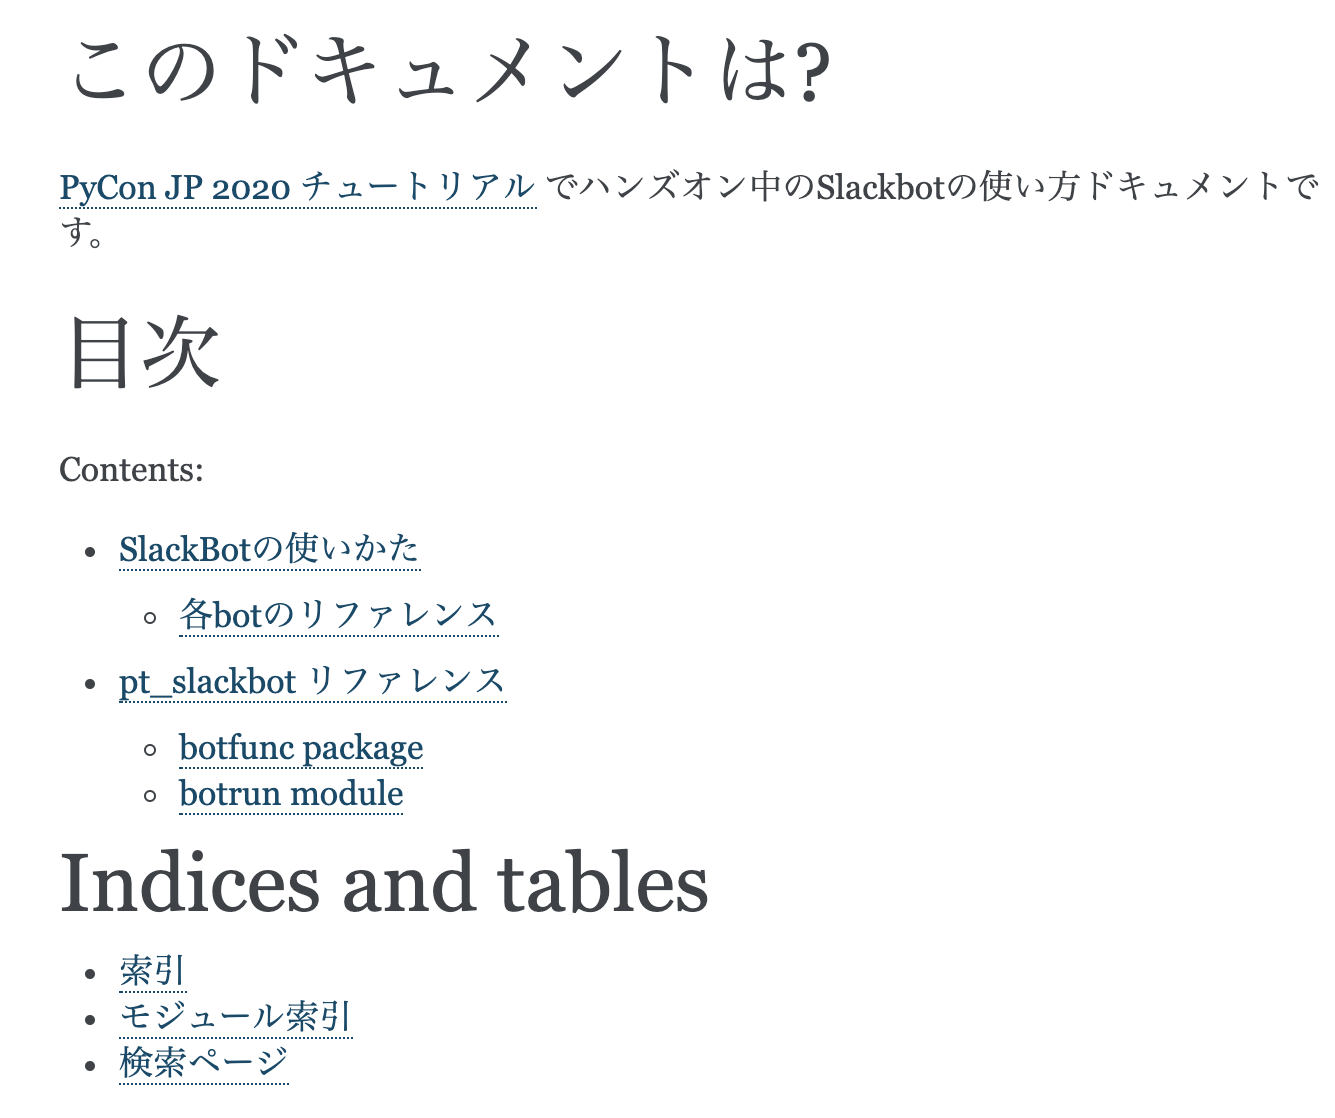 このドキュメントは?
PyCon JP 2020 チュートリアル でハンズオン中のSlackbotの使い方ドキュメントで
す。
目次
Contents:
SlackBotの使いかた
各botのリファレンス
pt_slackbot リファレンス
botfunc package
botrun module
Indices and tables
索引
モジュール索引
検索ページ